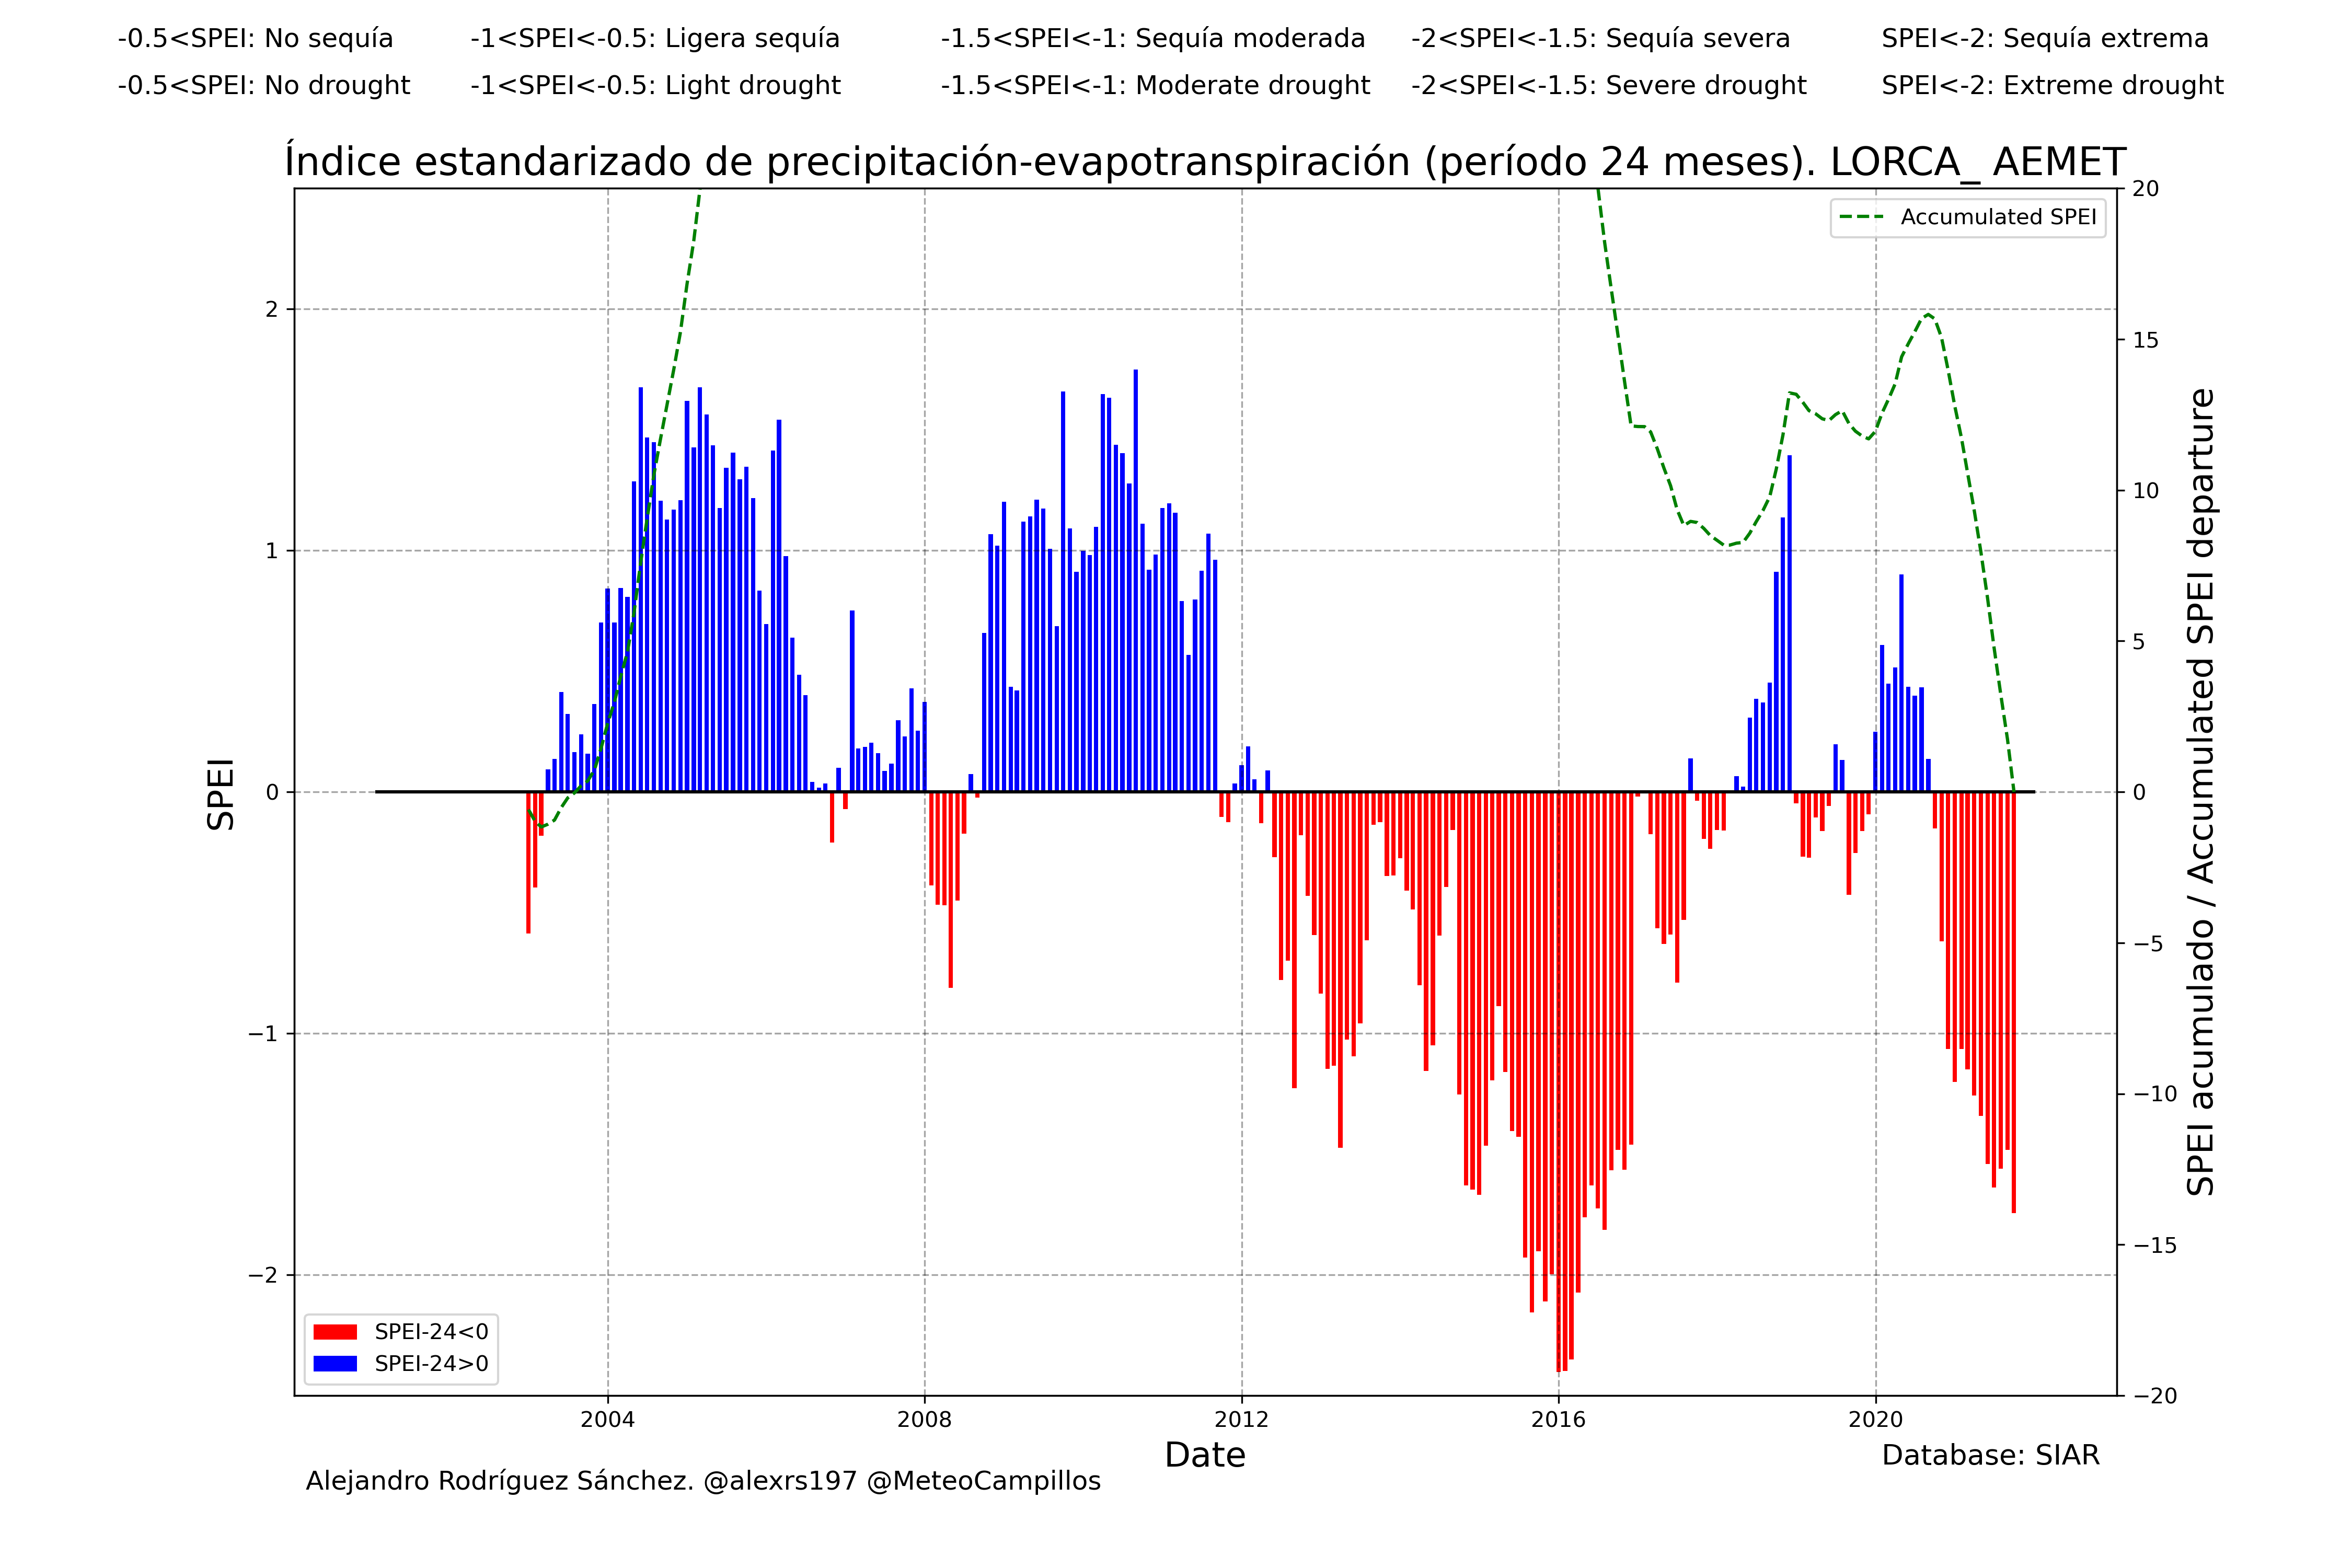 -0.5<SPEI: No sequía -1<SPEI<-0.5: Ligera sequía -1.5<SPEI<-1: Sequía moderada -2<SPEI<-1.5: Sequía severa SPEI<-2: Sequía extrema
-0.5<SPEI: No drought -1<SPEI<-0.5: Light drought -1.5<SPEI<-1: Moderate drought -2<SPEI<-1.5: Severe drought SPEI<-2: Extreme drought
Índice estandarizado de precipitación-evapotranspiración (período 24 meses). LORCA_ AEMET
Accumulated SPEI
SPEI
2
1
0
−1
−2
20
15
10
5
0
−5
−10
−15
−20
SPEI acumulado / Accumulated SPEI departure
SPEI-24<0
SPEI-24>0
2004 2008 2012 2016 2020
Date
Database: SIAR
Alejandro Rodríguez Sánchez. @alexrs197 @MeteoCampillos